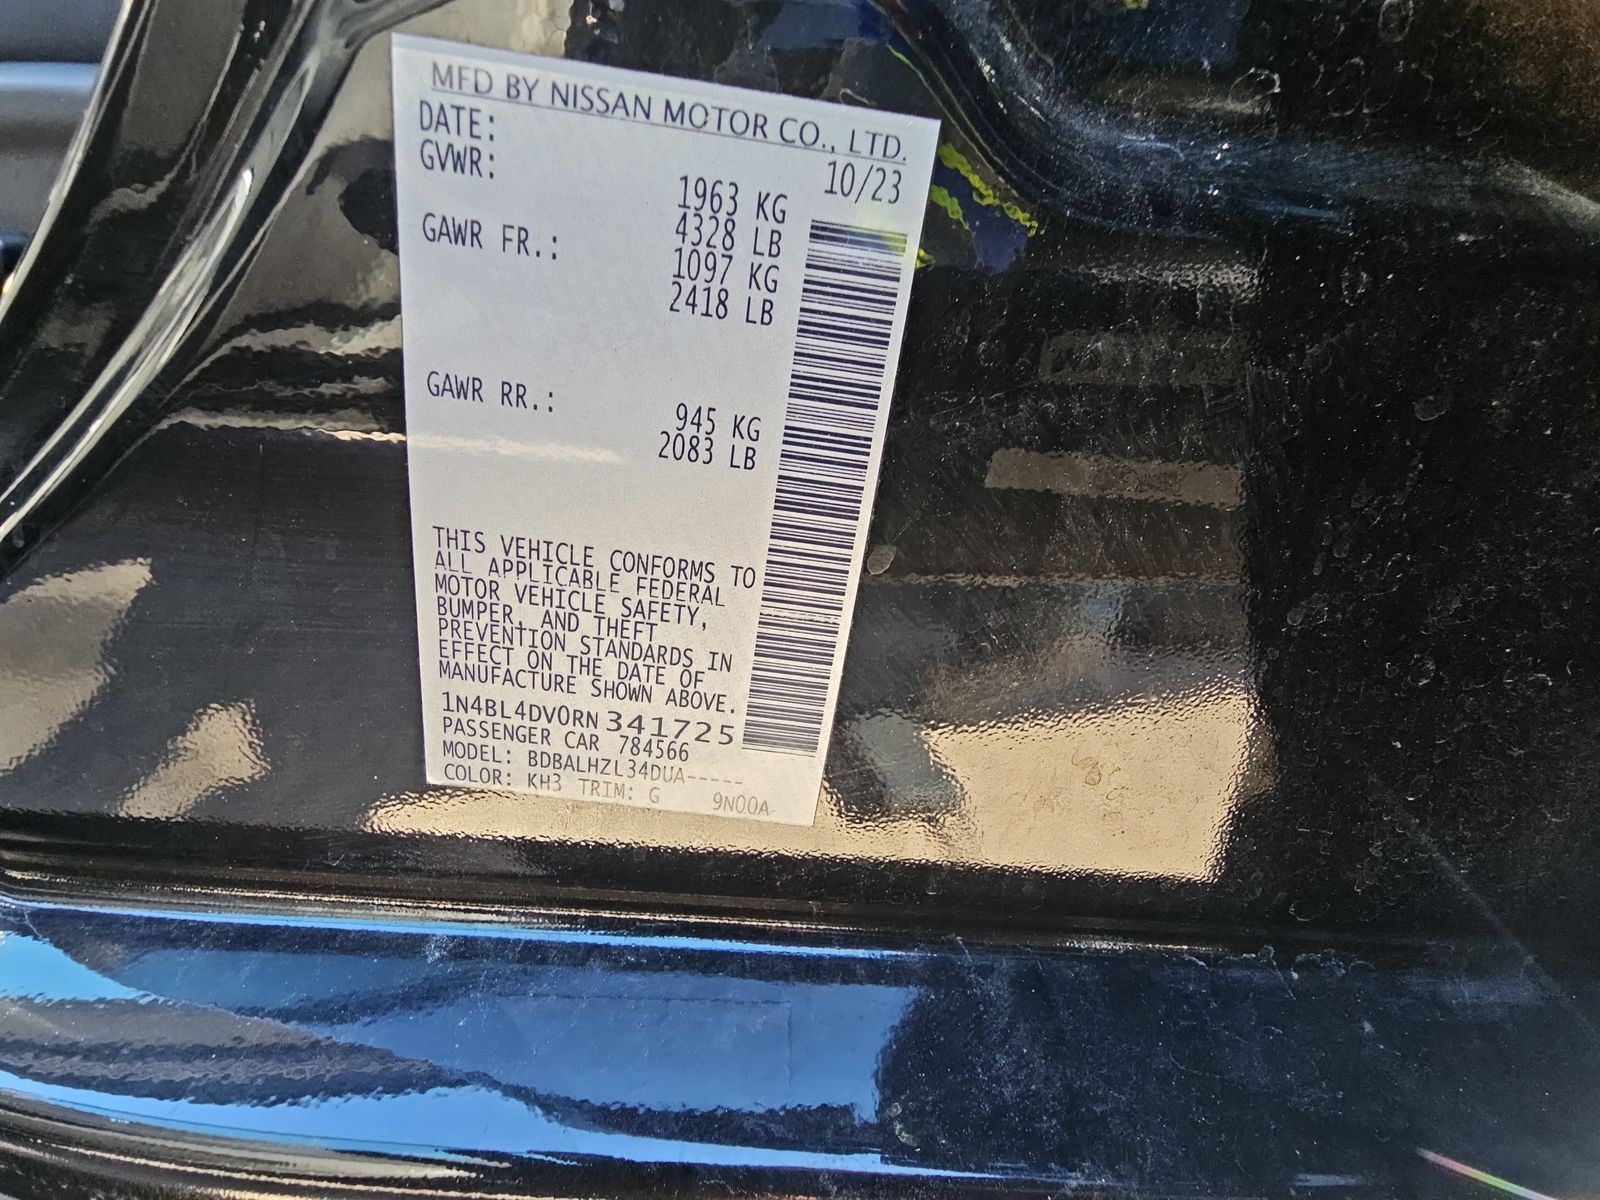 MFD BY NISSAN MOTOR CO., LTD.
DATE: 10/23
GVWR: 1963 KG
4328 LB
GAWR FR.: 1097 KG
2418 LB
GAWR RR.: 945 KG
2083 LB
THIS VEHICLE CONFORMS TO
ALL APPLICABLE FEDERAL
MOTOR VEHICLE SAFETY,
BUMPER, AND THEFT
PREVENTION STANDARDS IN
EFFECT ON THE DATE OF
MANUFACTURE SHOWN ABOVE.
1N4BL4DV0RN341725
PASSENGER CAR 784566
MODEL: BDBALHZL34DUA-----
COLOR: KH3 TRIM: G 9N00A